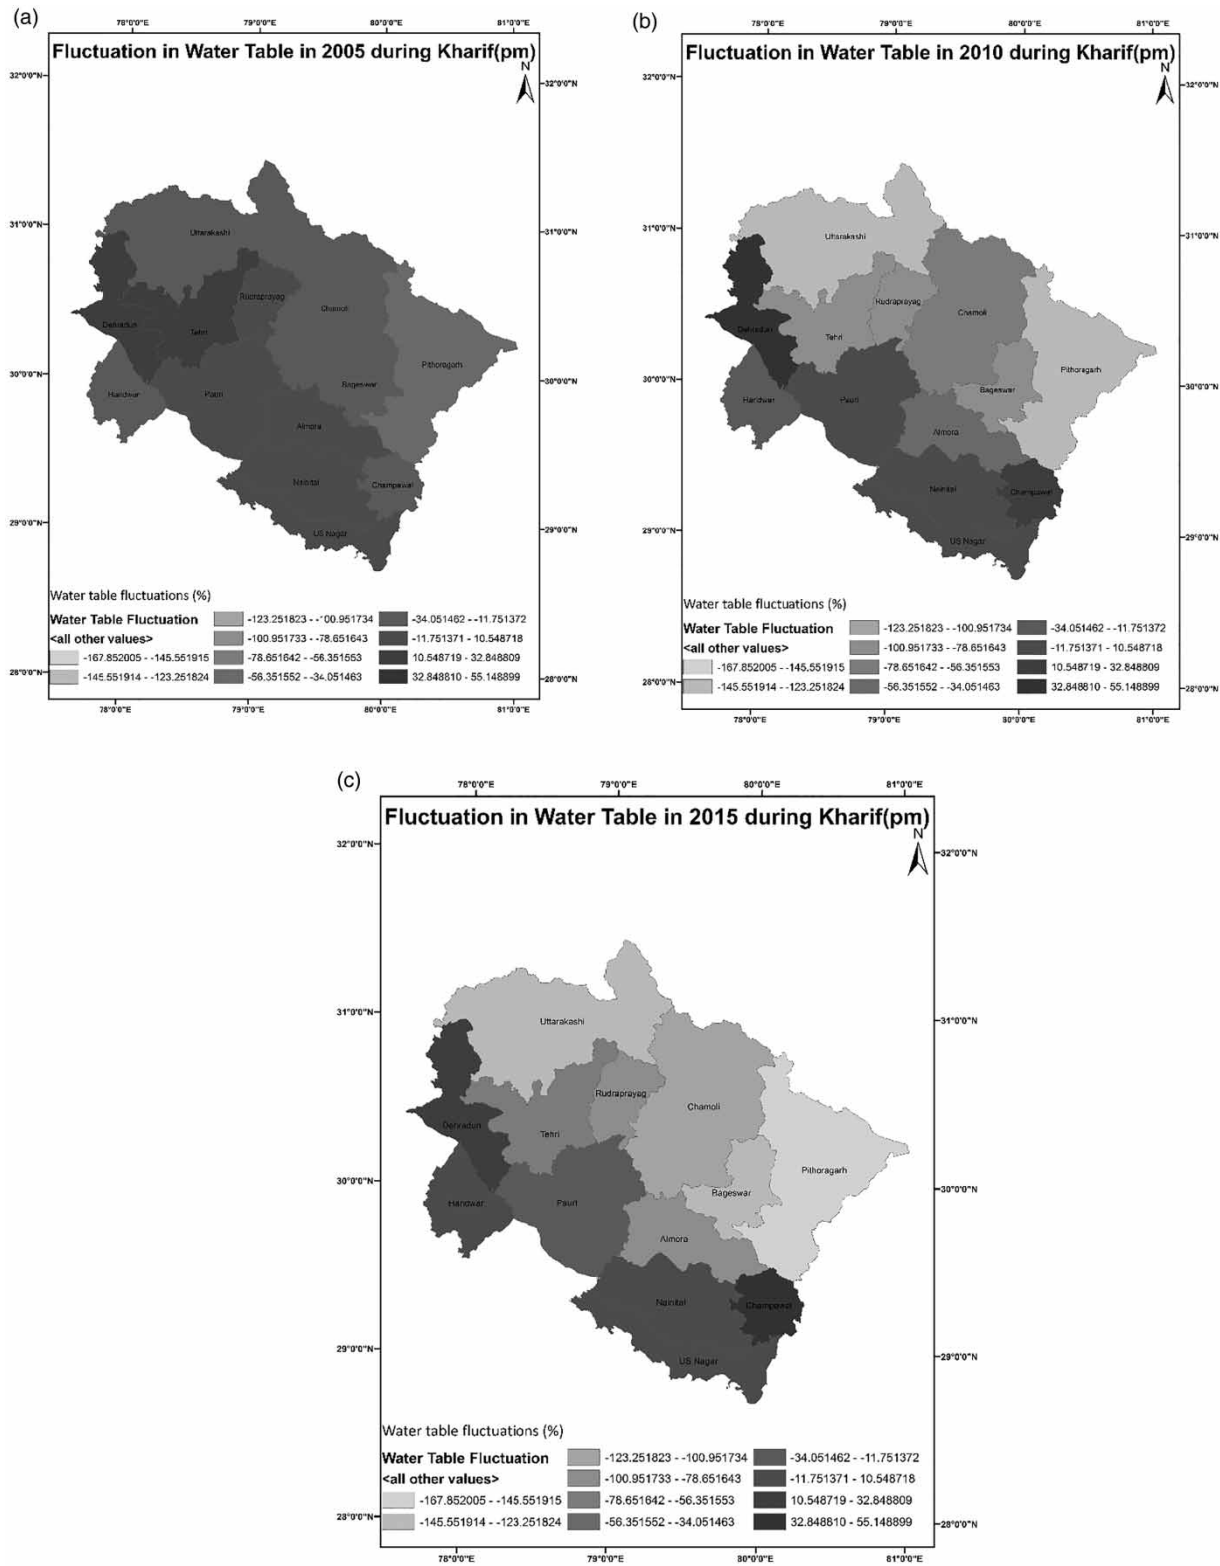 (a)
78°0'0"E 79°0'0"E 80°0'0"E 81°0'0"E
Fluctuation in Water Table in 2005 during Kharif(pm)
N
32°0'0"N
32°0'0"N
31°0'0"N
31°0'0"N
Uttarakashi
Rudraprayag
Chamoli
Dehradun
Tehri
Pithoragarh
30°0'0"N
30°0'0"N
Haridwar
Pauri
Bageswar
Almora
Nainital
Champawat
29°0'0"N
29°0'0"N
US Nagar
Water table fluctuations (%)
Water Table Fluctuation
<all other values>
-167.852005 - -145.551915
-145.551914 - -123.251824
-123.251823 - -100.951734
-100.951733 - -78.651643
-78.651642 - -56.351553
-56.351552 - -34.051463
-34.051462 - -11.751372
-11.751371 - 10.548718
10.548719 - 32.848809
32.848810 - 55.148899
28°0'0"N
28°0'0"N
78°0'0"E 79°0'0"E 80°0'0"E 81°0'0"E
(b)
78°0'0"E 79°0'0"E 80°0'0"E 81°0'0"E
Fluctuation in Water Table in 2010 during Kharif(pm)
N
32°0'0"N
32°0'0"N
31°0'0"N
31°0'0"N
Uttarakashi
Rudraprayag
Chamoli
Dehradun
Tehri
Pithoragarh
30°0'0"N
30°0'0"N
Haridwar
Pauri
Bageswar
Almora
Nainital
Champawat
29°0'0"N
29°0'0"N
US Nagar
Water table fluctuations (%)
Water Table Fluctuation
<all other values>
-167.852005 - -145.551915
-145.551914 - -123.251824
-123.251823 - -100.951734
-100.951733 - -78.651643
-78.651642 - -56.351553
-56.351552 - -34.051463
-34.051462 - -11.751372
-11.751371 - 10.548718
10.548719 - 32.848809
32.848810 - 55.148899
28°0'0"N
28°0'0"N
78°0'0"E 79°0'0"E 80°0'0"E 81°0'0"E
(c)
78°0'0"E 79°0'0"E 80°0'0"E 81°0'0"E
Fluctuation in Water Table in 2015 during Kharif(pm)
N
32°0'0"N
32°0'0"N
31°0'0"N
31°0'0"N
Uttarakashi
Rudraprayag
Chamoli
Dehradun
Tehri
Pithoragarh
30°0'0"N
30°0'0"N
Haridwar
Pauri
Bageswar
Almora
Nainital
Champawat
29°0'0"N
29°0'0"N
US Nagar
Water table fluctuations (%)
Water Table Fluctuation
<all other values>
-167.852005 - -145.551915
-145.551914 - -123.251824
-123.251823 - -100.951734
-100.951733 - -78.651643
-78.651642 - -56.351553
-56.351552 - -34.051463
-34.051462 - -11.751372
-11.751371 - 10.548718
10.548719 - 32.848809
32.848810 - 55.148899
28°0'0"N
28°0'0"N
78°0'0"E 79°0'0"E 80°0'0"E 81°0'0"E